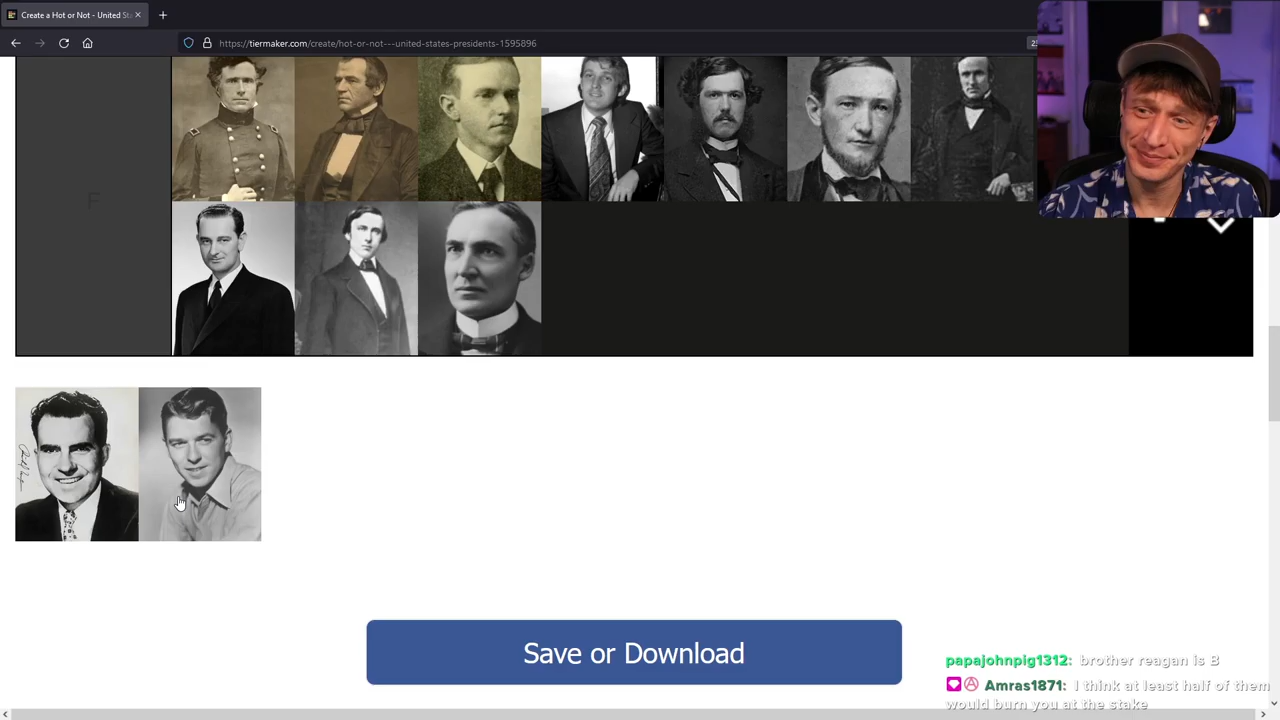 Create a Hot or Not - United St
https://tiermaker.com/create/hot-or-not---united-states-presidents-1595896
F
Save or Download
papajohnpig1312: brother reagan is B
Amras1871: I think at least half of them
would burn you at the stake